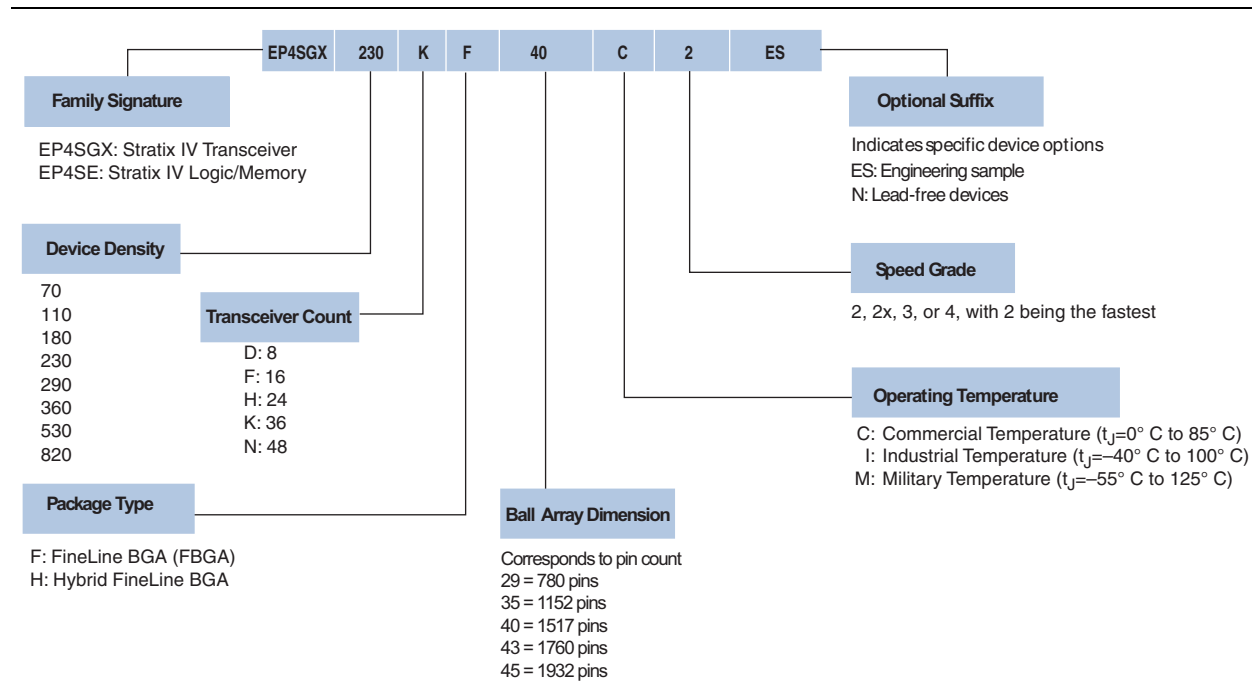 EP4SGX 230 K F 40 C 2 ES
Family Signature
EP4SGX: Stratix IV Transceiver
EP4SE: Stratix IV Logic/Memory
Optional Suffix
Indicates specific device options
ES: Engineering sample
N: Lead-free devices
Device Density
70
110
180
230
290
360
530
820
Transceiver Count
D: 8
F: 16
H: 24
K: 36
N: 48
Speed Grade
2, 2x, 3, or 4, with 2 being the fastest
Operating Temperature
C: Commercial Temperature (tJ=0° C to 85° C)
I: Industrial Temperature (tJ=–40° C to 100° C)
M: Military Temperature (tJ=–55° C to 125° C)
Package Type
F: FineLine BGA (FBGA)
H: Hybrid FineLine BGA
Ball Array Dimension
Corresponds to pin count
29 = 780 pins
35 = 1152 pins
40 = 1517 pins
43 = 1760 pins
45 = 1932 pins